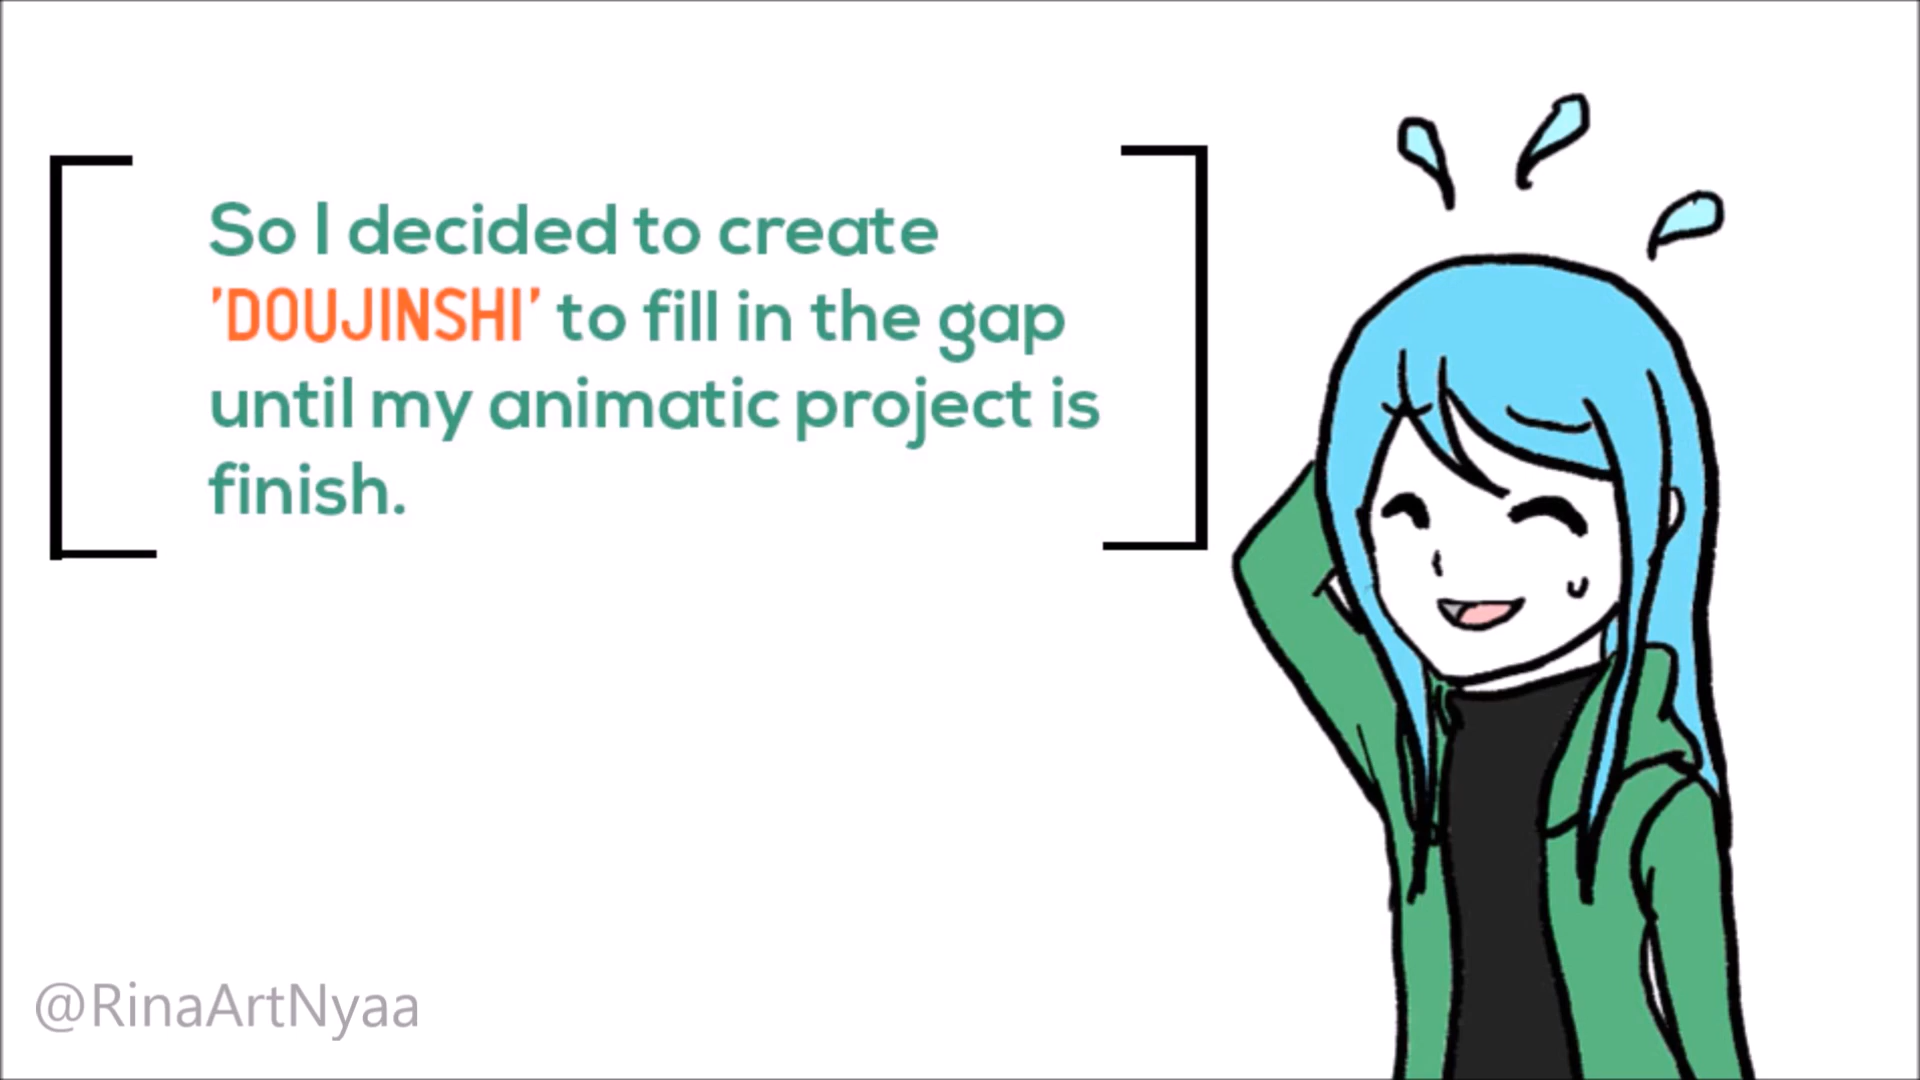 So I decided to create
'DOUJINSHI' to fill in the gap
until my animatic project is
finish.
@RinaArtNyaa